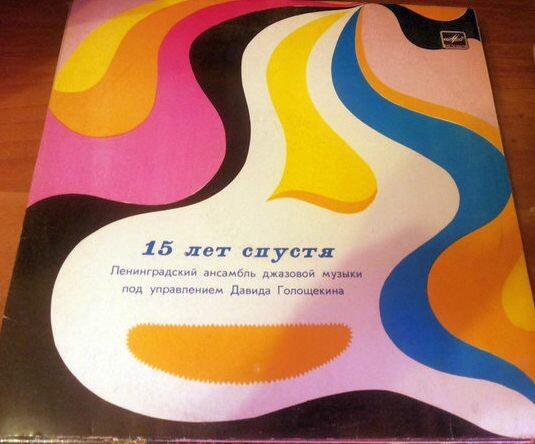 15 лет спустя
Ленинградский ансамбль джазовой музыки
под управлением Давида Голощекина